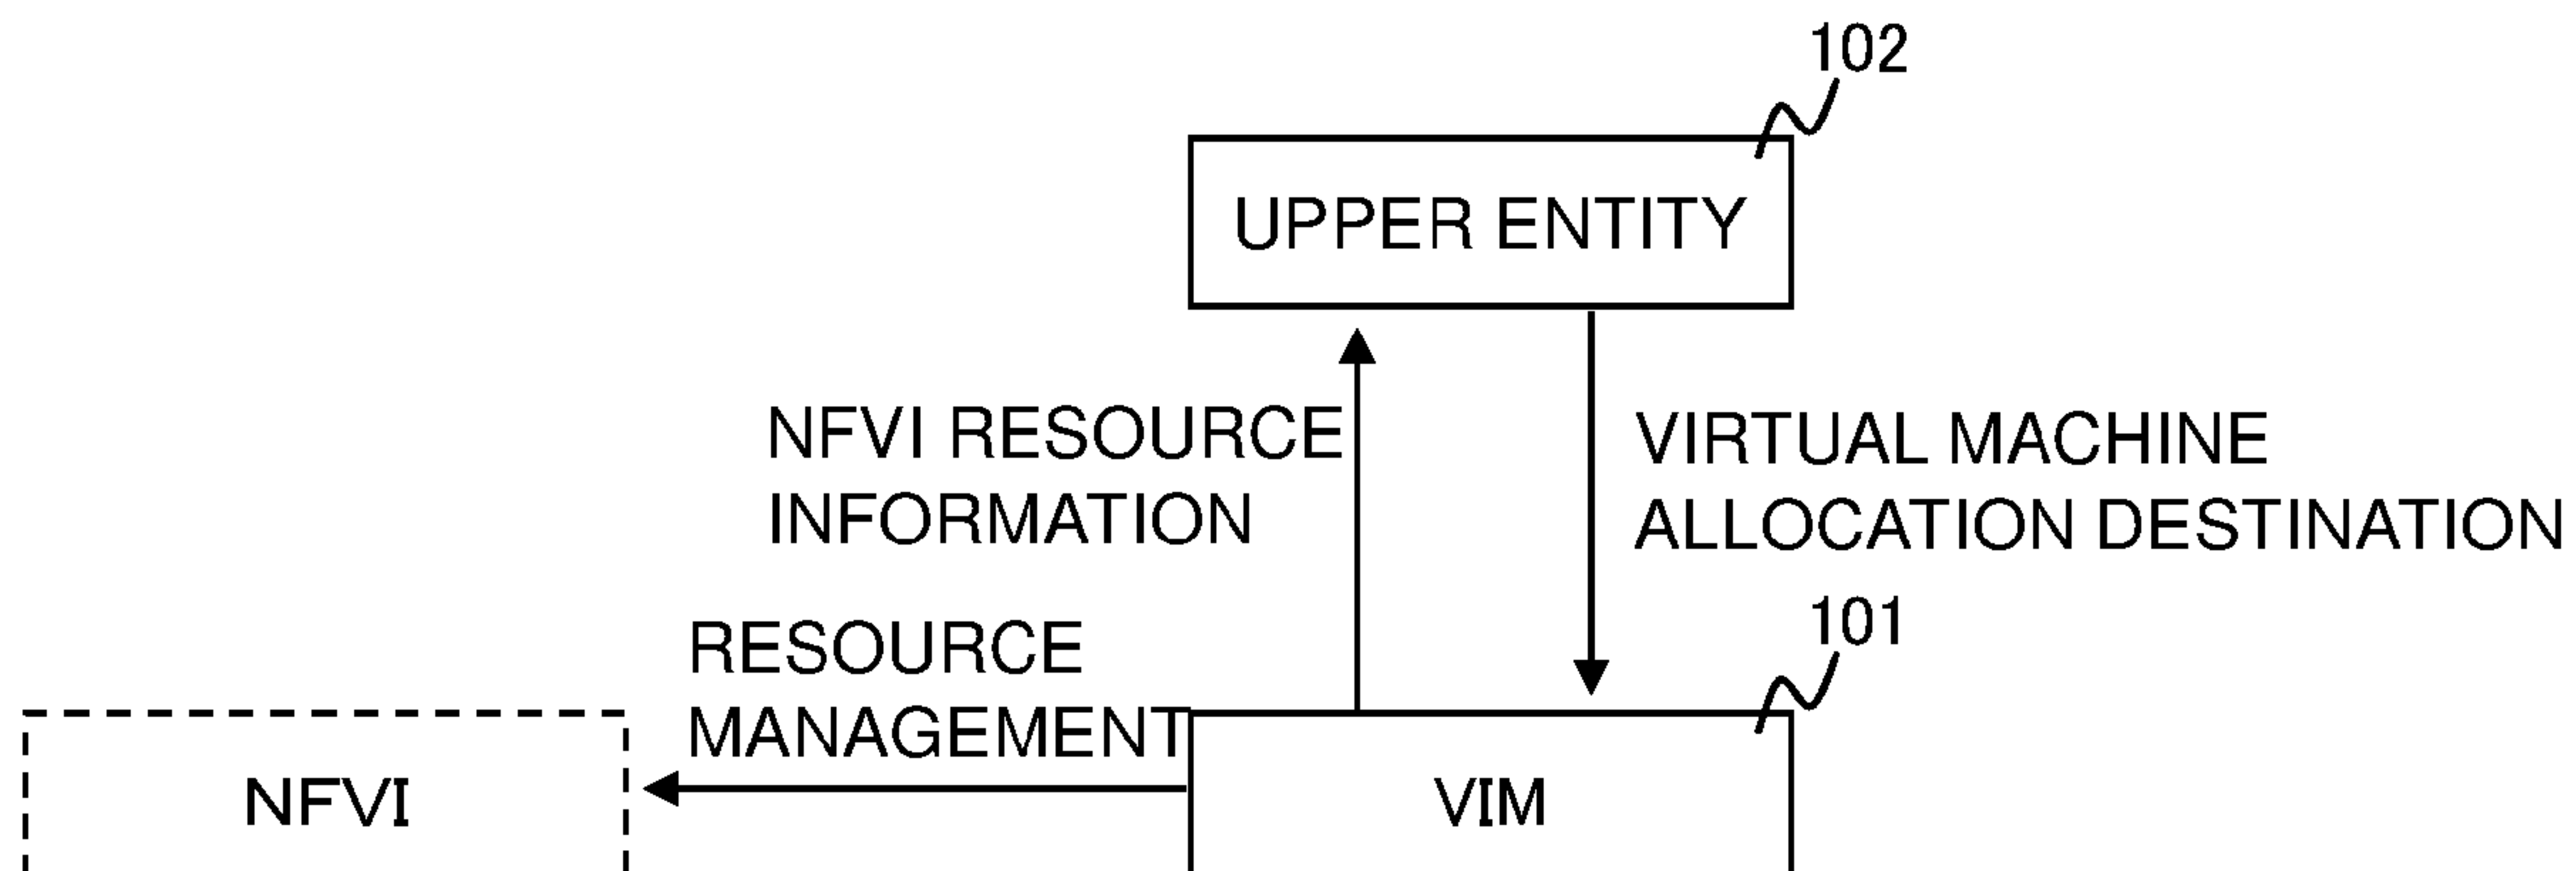 102
UPPER ENTITY
NFVI RESOURCE
INFORMATION
VIRTUAL MACHINE
ALLOCATION DESTINATION
101
RESOURCE
MANAGEMENT
NFVI
VIM